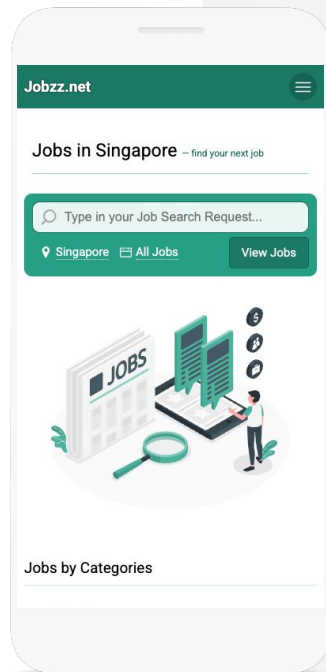 Jobzz.net
Jobs in Singapore – find your next job
Type in your Job Search Request...
Singapore All Jobs View Jobs
JOBS
$
Jobs by Categories